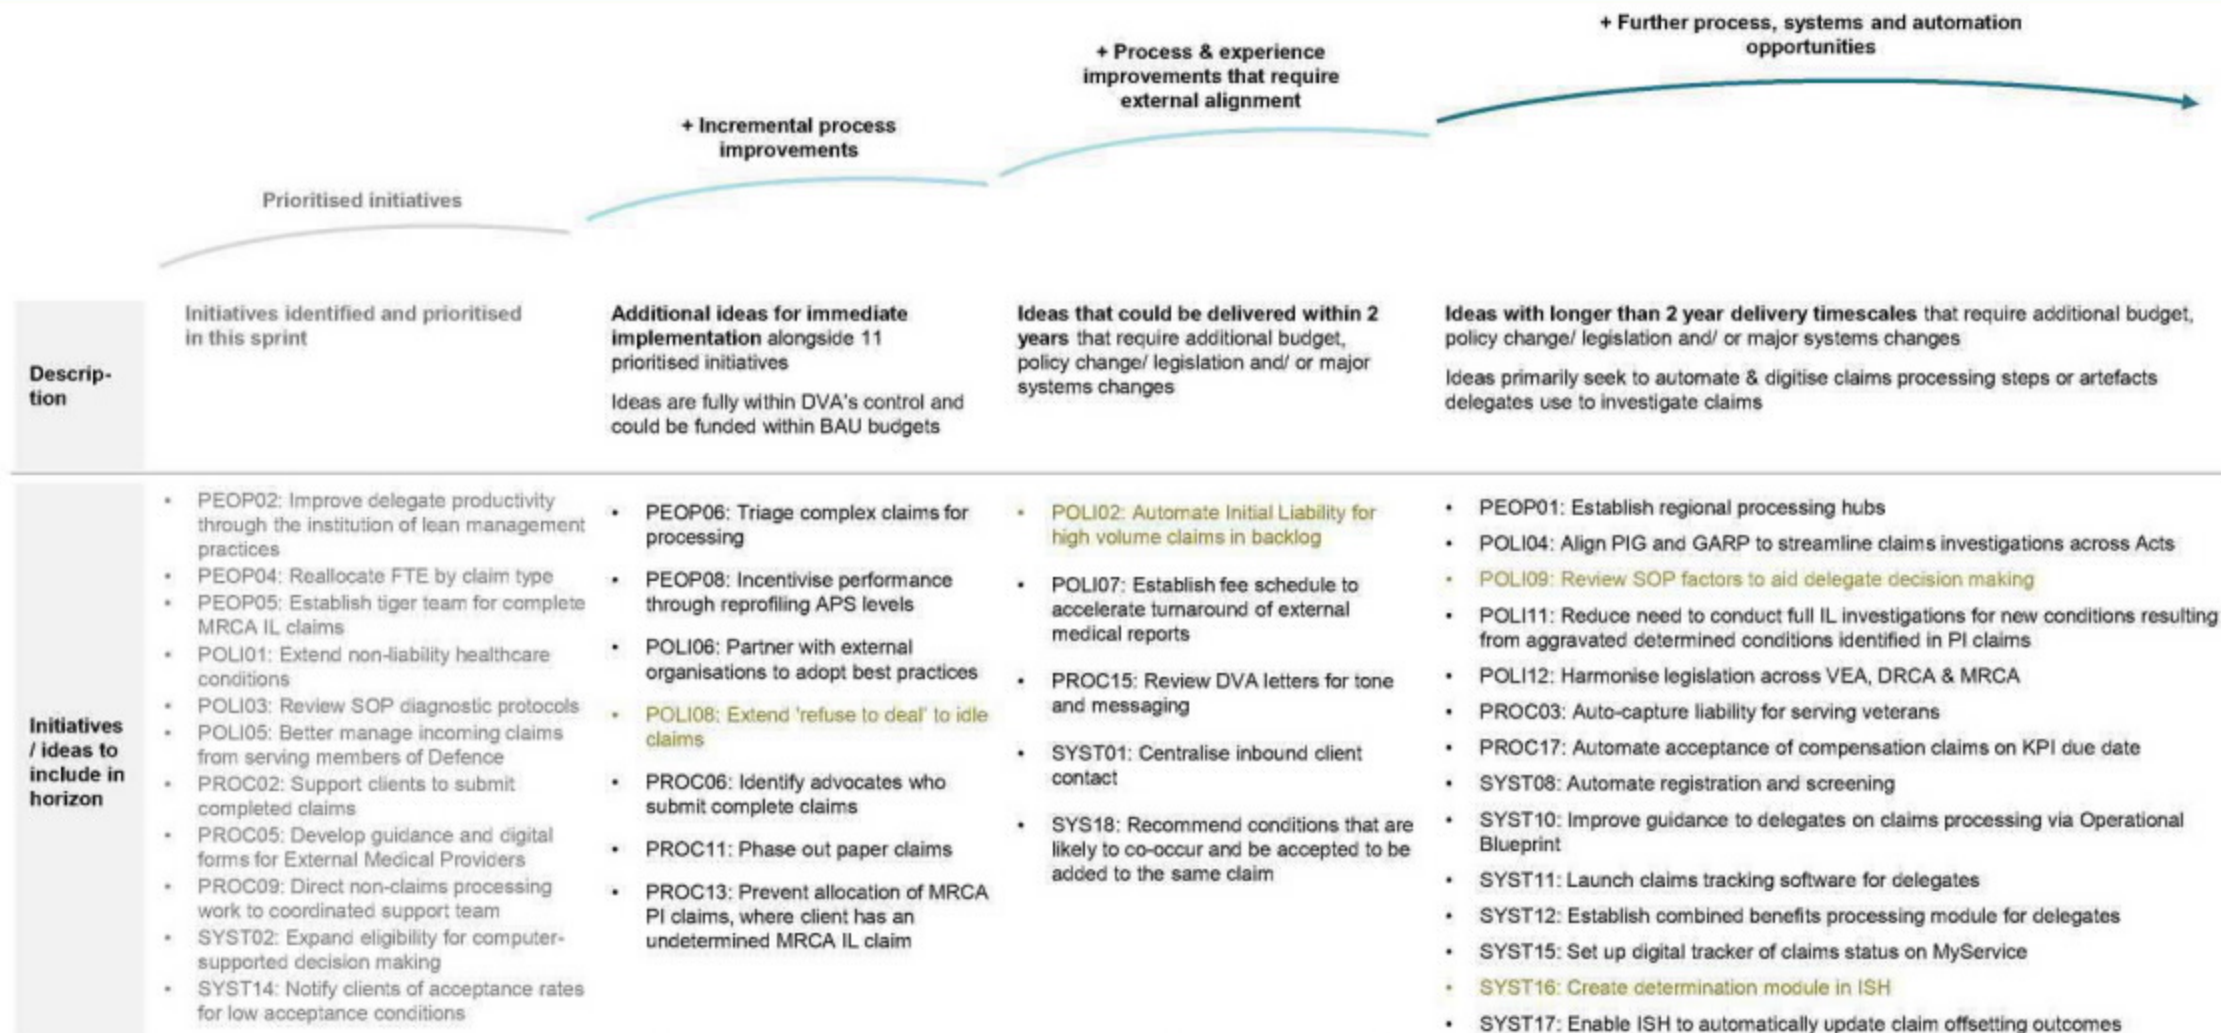 + Further process, systems and automation
opportunities
+ Process & experience
improvements that require
external alignment
+ Incremental process
improvements
Prioritised initiatives
Descrip-
tion
Initiatives identified and prioritised
in this sprint
Additional ideas for immediate
implementation alongside 11
prioritised initiatives
Ideas are fully within DVA's control and
could be funded within BAU budgets
Ideas that could be delivered within 2
years that require additional budget,
policy change/ legislation and/ or major
systems changes
Ideas with longer than 2 year delivery timescales that require additional budget,
policy change/ legislation and/ or major systems changes
Ideas primarily seek to automate & digitise claims processing steps or artefacts
delegates use to investigate claims
Initiatives
/ ideas to
include in
horizon
• PEOP02: Improve delegate productivity
through the institution of lean management
practices
• PEOP04: Reallocate FTE by claim type
• PEOP05: Establish tiger team for complete
MRCA IL claims
• POLI01: Extend non-liability healthcare
conditions
• POLI03: Review SOP diagnostic protocols
• POLI05: Better manage incoming claims
from serving members of Defence
• PROC02: Support clients to submit
completed claims
• PROC05: Develop guidance and digital
forms for External Medical Providers
• PROC09: Direct non-claims processing
work to coordinated support team
• SYST02: Expand eligibility for computer-
supported decision making
• SYST14: Notify clients of acceptance rates
for low acceptance conditions
• PEOP06: Triage complex claims for
processing
• PEOP08: Incentivise performance
through reprofiling APS levels
• POLI06: Partner with external
organisations to adopt best practices
• POLI08: Extend 'refuse to deal' to idle
claims
• PROC06: Identify advocates who
submit complete claims
• PROC11: Phase out paper claims
• PROC13: Prevent allocation of MRCA
PI claims, where client has an
undetermined MRCA IL claim
• POLI02: Automate Initial Liability for
high volume claims in backlog
• POLI07: Establish fee schedule to
accelerate turnaround of external
medical reports
• PROC15: Review DVA letters for tone
and messaging
• SYST01: Centralise inbound client
contact
• SYS18: Recommend conditions that are
likely to co-occur and be accepted to be
added to the same claim
• PEOP01: Establish regional processing hubs
• POLI04: Align PIG and GARP to streamline claims investigations across Acts
• POLI09: Review SOP factors to aid delegate decision making
• POLI11: Reduce need to conduct full IL investigations for new conditions resulting
from aggravated determined conditions identified in PI claims
• POLI12: Harmonise legislation across VEA, DRCA & MRCA
• PROC03: Auto-capture liability for serving veterans
• PROC17: Automate acceptance of compensation claims on KPI due date
• SYST08: Automate registration and screening
• SYST10: Improve guidance to delegates on claims processing via Operational
Blueprint
• SYST11: Launch claims tracking software for delegates
• SYST12: Establish combined benefits processing module for delegates
• SYST15: Set up digital tracker of claims status on MyService
• SYST16: Create determination module in ISH
• SYST17: Enable ISH to automatically update claim offsetting outcomes